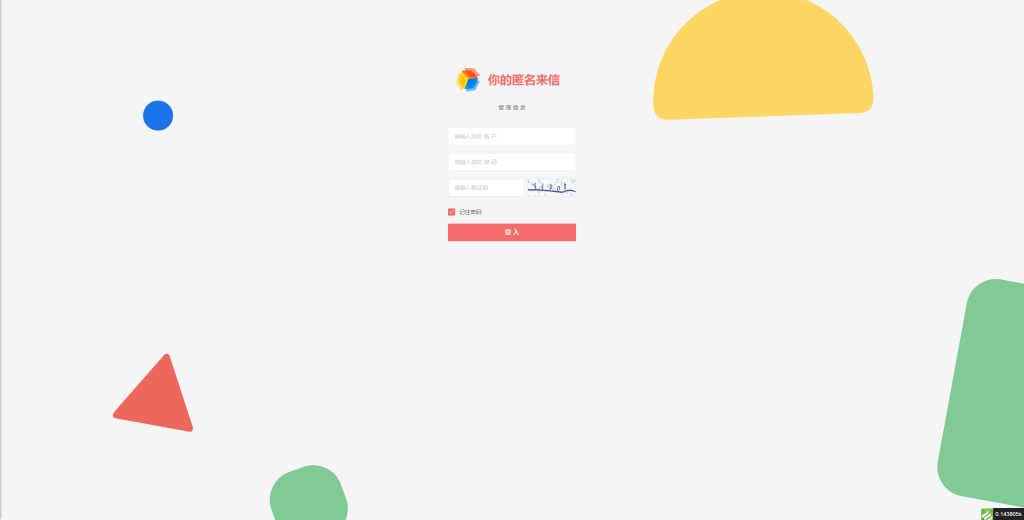 你的匿名来信
管理登录
请输入您的 账户
请输入您的 密码
请输入验证码
记住密码
登 入
0.143805s